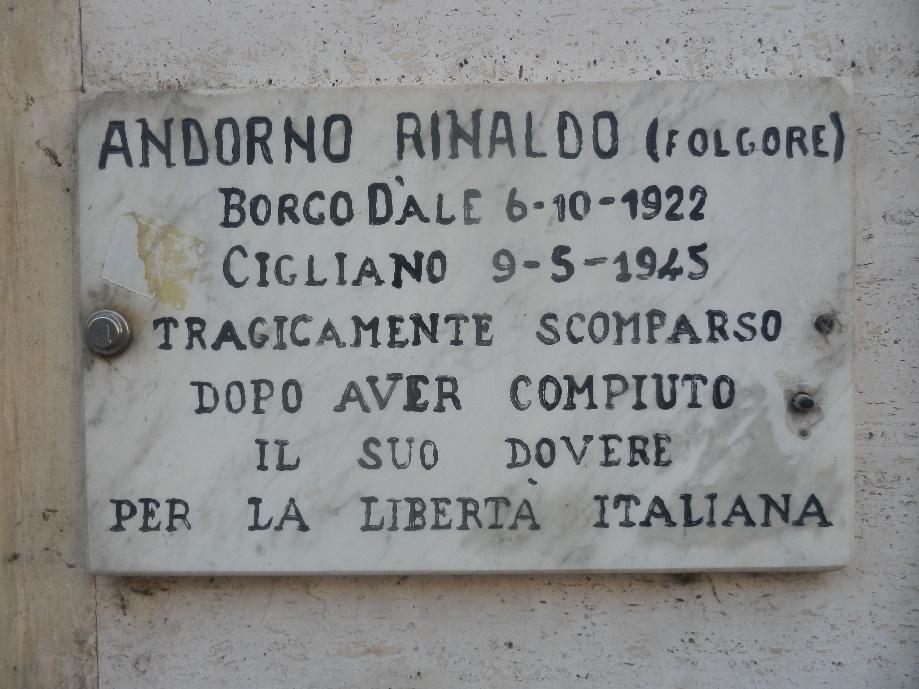 ANDORNO RINALDO (FOLGORE)
BORGO D'ALE 6-10-1922
CIGLIANO 9-5-1945
TRAGICAMENTE SCOMPARSO
DOPO AVER COMPIUTO
IL SUO DOVERE
PER LA LIBERTÀ ITALIANA